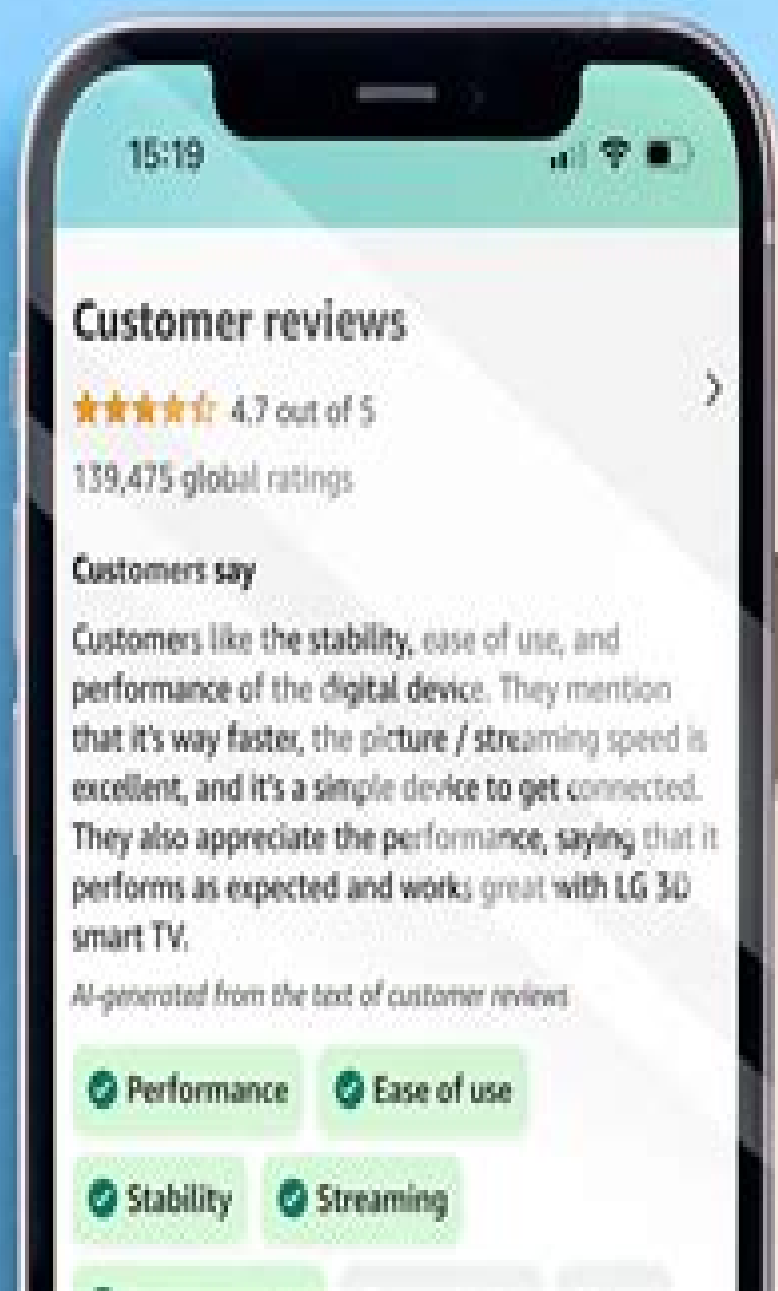 15:19
Customer reviews
4.7 out of 5
139,475 global ratings
Customers say
Customers like the stability, ease of use, and
performance of the digital device. They mention
that it's way faster, the picture / streaming speed is
excellent, and it's a simple device to get connected.
They also appreciate the performance, saying that it
performs as expected and works great with LG 3D
smart TV.
AI-generated from the text of customer reviews
Performance Ease of use
Stability Streaming